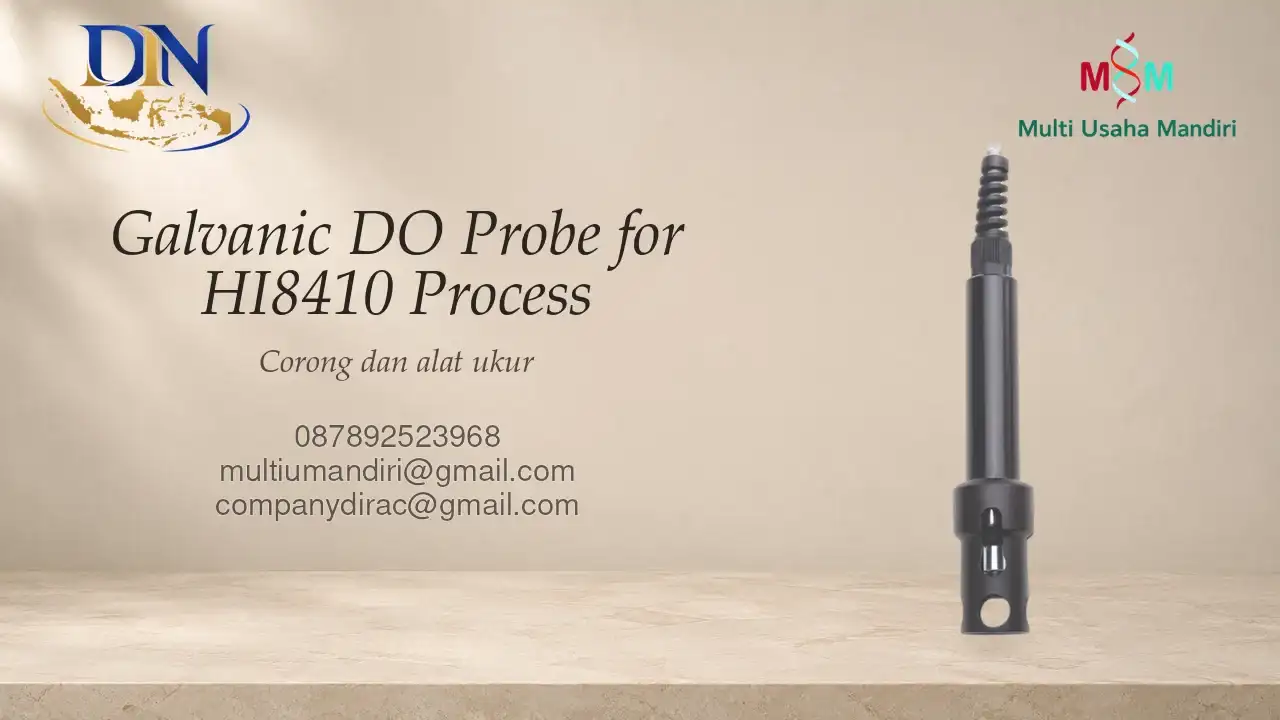 DIN
MSM
Multi Usaha Mandiri
Galvanic DO Probe for
HI8410 Process
Corong dan alat ukur
087892523968
multiumandiri@gmail.com
companydirac@gmail.com